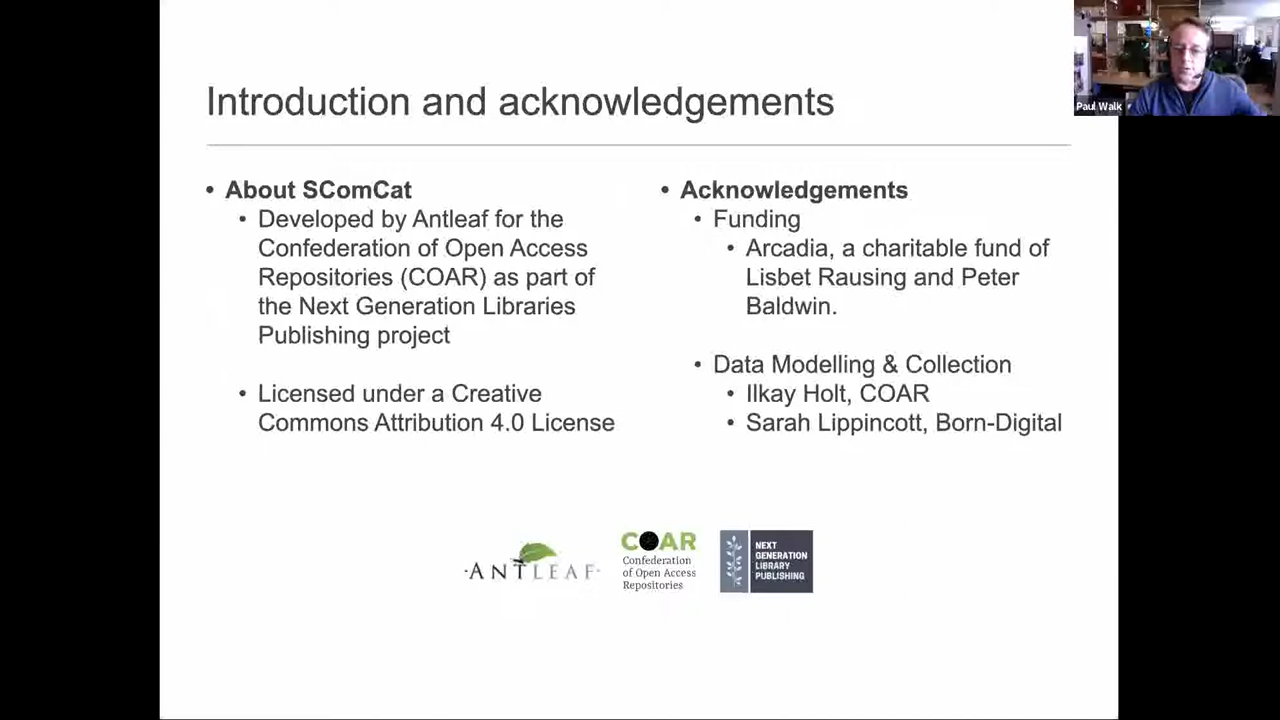 Paul Walk
Introduction and acknowledgements
• About SComCat
• Developed by Antleaf for the
Confederation of Open Access
Repositories (COAR) as part of
the Next Generation Libraries
Publishing project
• Licensed under a Creative
Commons Attribution 4.0 License
• Acknowledgements
• Funding
• Arcadia, a charitable fund of
Lisbet Rausing and Peter
Baldwin.
• Data Modelling & Collection
• Ilkay Holt, COAR
• Sarah Lippincott, Born-Digital
·ANTLEAF·
COAR
Confederation
of Open Access
Repositories
NEXT
GENERATION
LIBRARY
PUBLISHING